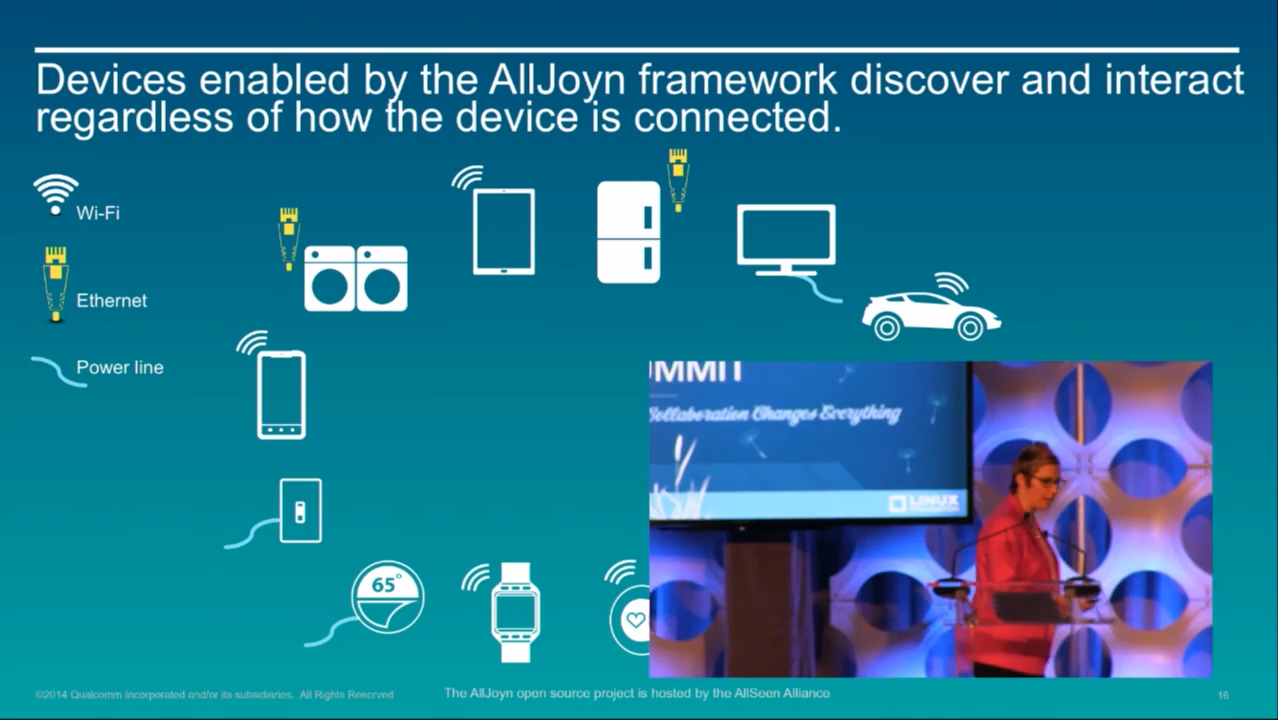 Devices enabled by the AllJoyn framework discover and interact
regardless of how the device is connected.
Wi-Fi
Ethernet
Power line
65°
MMIT
Collaboration Changes Everything
LINUX
©2014 Qualcomm Incorporated and/or its subsidiaries. All Rights Reserved
The AllJoyn open source project is hosted by the AllSeen Alliance
16